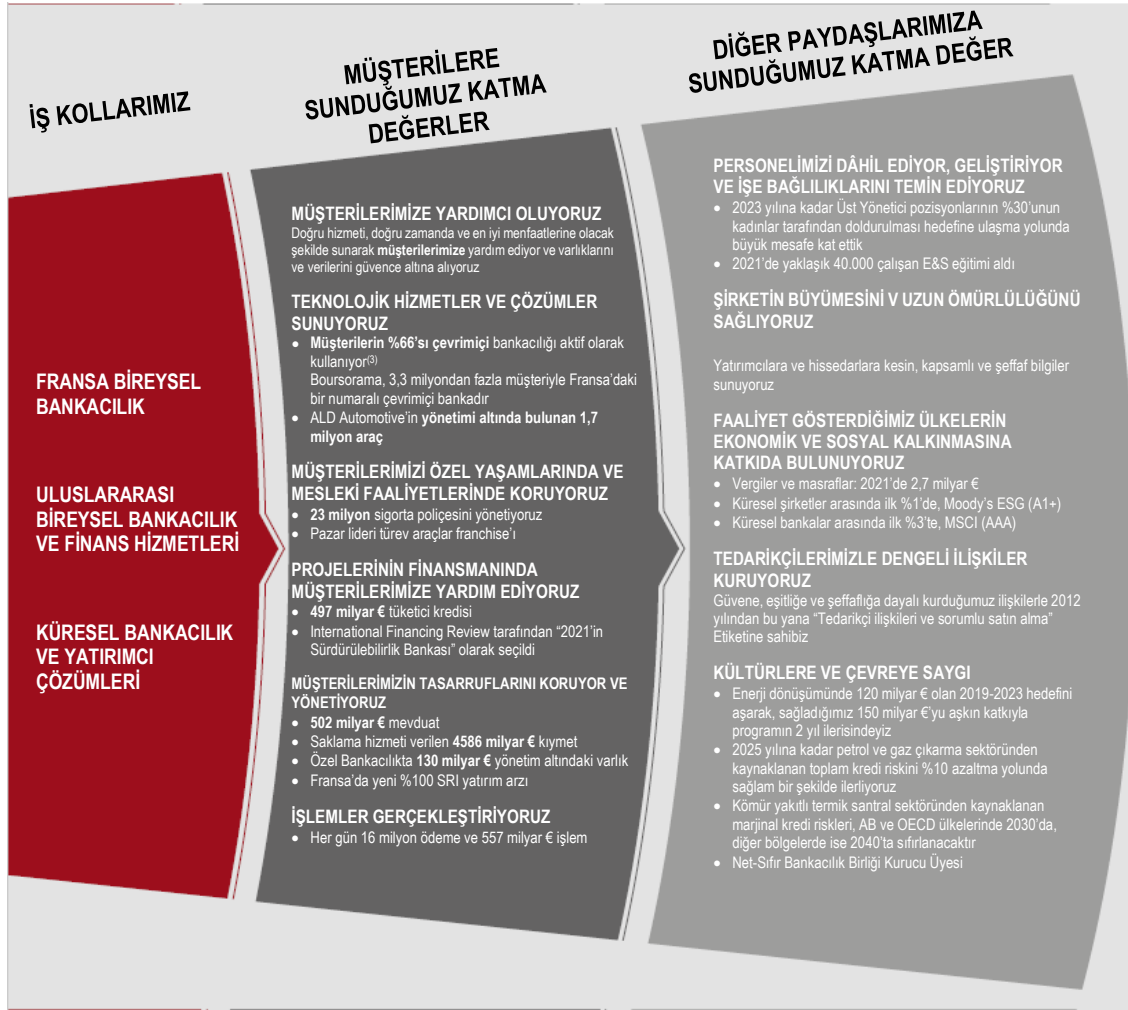 İŞ KOLLARIMIZ
FRANSA BİREYSEL
BANKACILIK
ULUSLARARASI
BİREYSEL BANKACILIK
VE FİNANS HİZMETLERİ
KÜRESEL BANKACILIK
VE YATIRIMCI
ÇÖZÜMLERİ
MÜŞTERİLERE
SUNDUĞUMUZ KATMA
DEĞERLER
MÜŞTERİLERİMİZE YARDIMCI OLUYORUZ
Doğru hizmeti, doğru zamanda ve en iyi menfaatlerine olacak
şekilde sunarak müşterilerimize yardım ediyor ve varlıklarını
ve verilerini güvence altına alıyoruz
TEKNOLOJİK HİZMETLER VE ÇÖZÜMLER
SUNUYORUZ
• Müşterilerin %66’sı çevrimiçi bankacılığı aktif olarak
kullanıyor(3)
Boursorama, 3,3 milyondan fazla müşteriyle Fransa’daki
bir numaralı çevrimiçi bankadır
• ALD Automotive’in yönetimi altında bulunan 1,7
milyon araç
MÜŞTERİLERİMİZİ ÖZEL YAŞAMLARINDA VE
MESLEKİ FAALİYETLERİNDE KORUYORUZ
• 23 milyon sigorta poliçesini yönetiyoruz
• Pazar lideri türev araçlar franchise’ı
PROJELERİNİN FİNANSMANINDA
MÜŞTERİLERİMİZE YARDIM EDİYORUZ
• 497 milyar € tüketici kredisi
• International Financing Review tarafından “2021’in
Sürdürülebilirlik Bankası” olarak seçildi
MÜŞTERİLERİMİZİN TASARRUFLARINI KORUYOR VE
YÖNETİYORUZ
• 502 milyar € mevduat
• Saklama hizmeti verilen 4586 milyar € kıymet
• Özel Bankacılıkta 130 milyar € yönetim altındaki varlık
• Fransa’da yeni %100 SRI yatırım arzı
İŞLEMLER GERÇEKLEŞTİRİYORUZ
• Her gün 16 milyon ödeme ve 557 milyar € işlem
DİĞER PAYDAŞLARIMIZA
SUNDUĞUMUZ KATMA DEĞER
PERSONELİMİZİ DÂHİL EDİYOR, GELİŞTİRİYOR
VE İŞE BAĞLILIKLARINI TEMİN EDİYORUZ
• 2023 yılına kadar Üst Yönetici pozisyonlarının %30’unun
kadınlar tarafından doldurulması hedefine ulaşma yolunda
büyük mesafe kat ettik
• 2021’de yaklaşık 40.000 çalışan E&S eğitimi aldı
ŞİRKETİN BÜYÜMESİNİ V UZUN ÖMÜRLÜLÜĞÜNÜ
SAĞLIYORUZ
Yatırımcılara ve hissedarlara kesin, kapsamlı ve şeffaf bilgiler
sunuyoruz
FAALİYET GÖSTERDİĞİMİZ ÜLKELERİN
EKONOMİK VE SOSYAL KALKINMASINA
KATKIDA BULUNUYORUZ
• Vergiler ve masraflar: 2021’de 2,7 milyar €
• Küresel şirketler arasında ilk %1’de, Moody’s ESG (A1+)
• Küresel bankalar arasında ilk %3’te, MSCI (AAA)
TEDARİKÇİLERİMİZLE DENGELİ İLİŞKİLER
KURUYORUZ
Güvene, eşitliğe ve şeffaflığa dayalı kurduğumuz ilişkilerle 2012
yılından bu yana “Tedarikçi ilişkileri ve sorumlu satın alma”
Etiketine sahibiz
KÜLTÜRLERE VE ÇEVREYE SAYGI
• Enerji dönüşümünde 120 milyar € olan 2019-2023 hedefini
aşarak, sağladığımız 150 milyar €’yu aşkın katkıyla
programın 2 yıl ilerisindeyiz
• 2025 yılına kadar petrol ve gaz çıkarma sektöründen
kaynaklanan toplam kredi riskini %10 azaltma yolunda
sağlam bir şekilde ilerliyoruz
• Kömür yakıtlı termik santral sektöründen kaynaklanan
marjinal kredi riskleri, AB ve OECD ülkelerinde 2030’da,
diğer bölgelerde ise 2040’ta sıfırlanacaktır
• Net-Sıfır Bankacılık Birliği Kurucu Üyesi